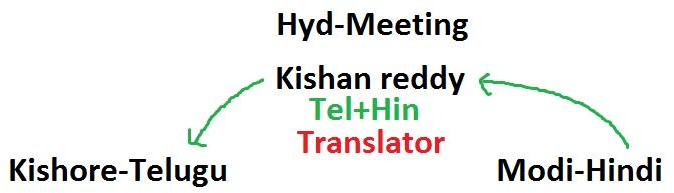 Hyd-Meeting
Kishan reddy
Tel+Hin
Translator
Kishore-Telugu
Modi-Hindi